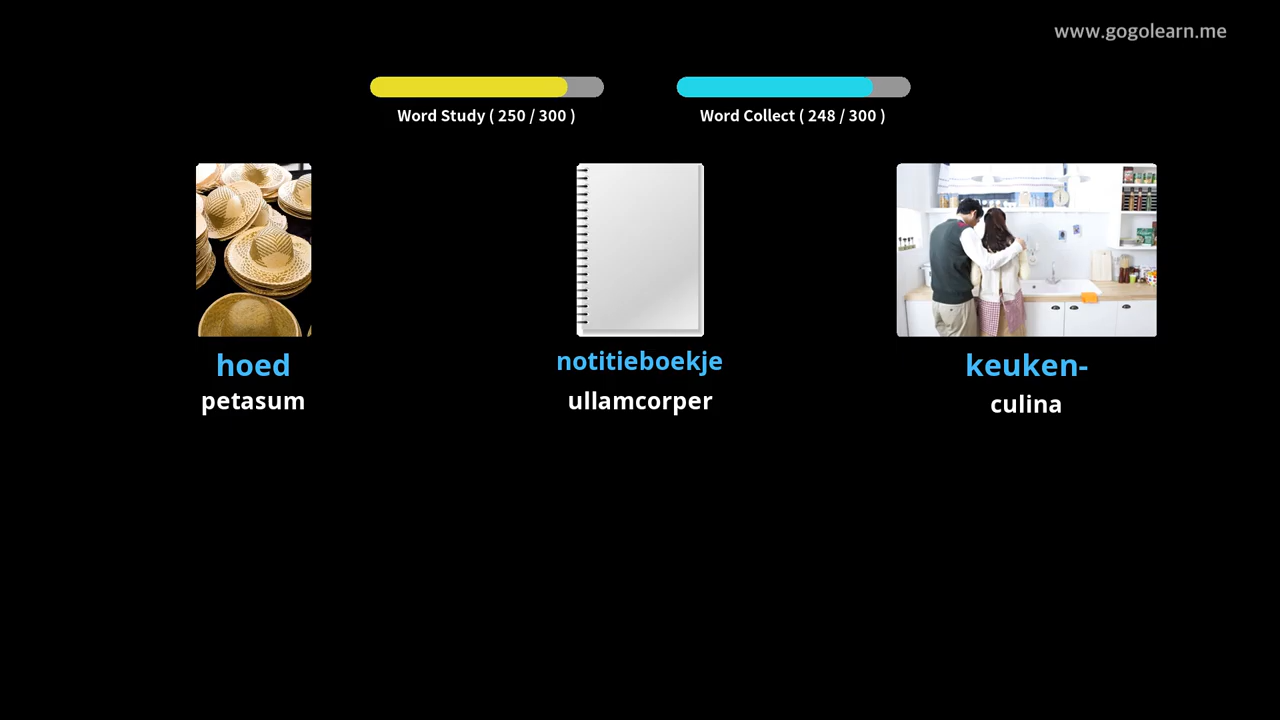 www.gogolearn.me
Word Study ( 250 / 300 )
Word Collect ( 248 / 300 )
hoed
petasum
notitieboekje
ullamcorper
keuken-
culina